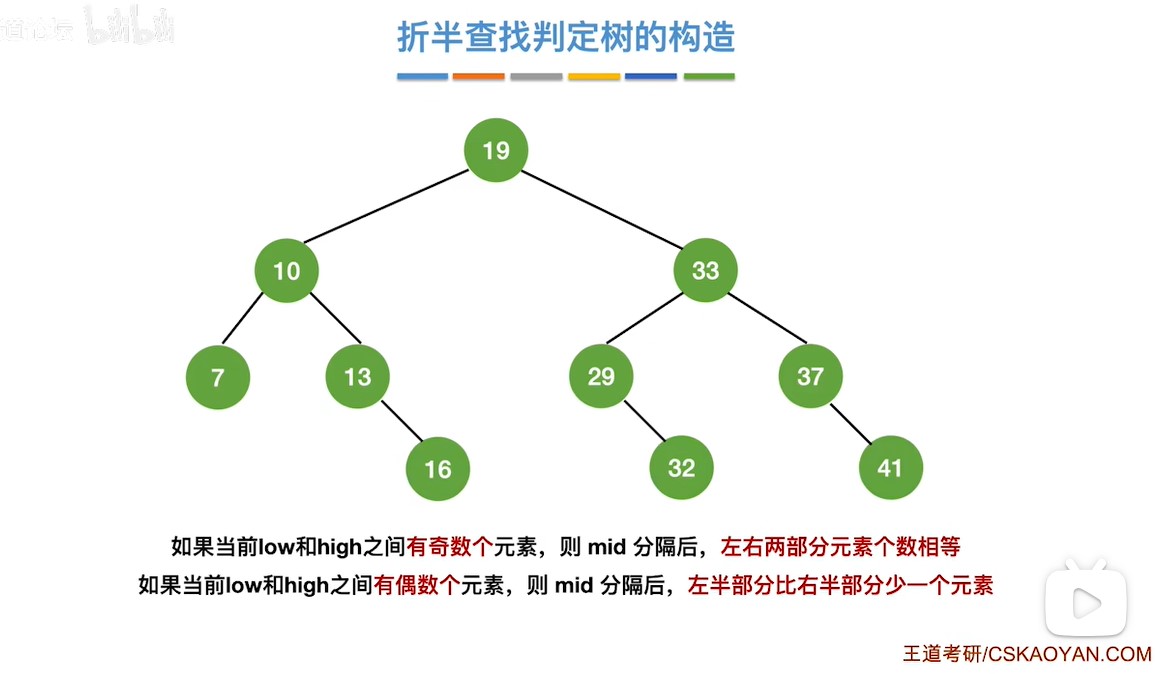 折半查找判定树的构造
19
10 33
7 13 29 37
16 32 41
如果当前low和high之间有奇数个元素，则 mid 分隔后，左右两部分元素个数相等
如果当前low和high之间有偶数个元素，则 mid 分隔后，左半部分比右半部分少一个元素
王道考研/CSKAOYAN.COM